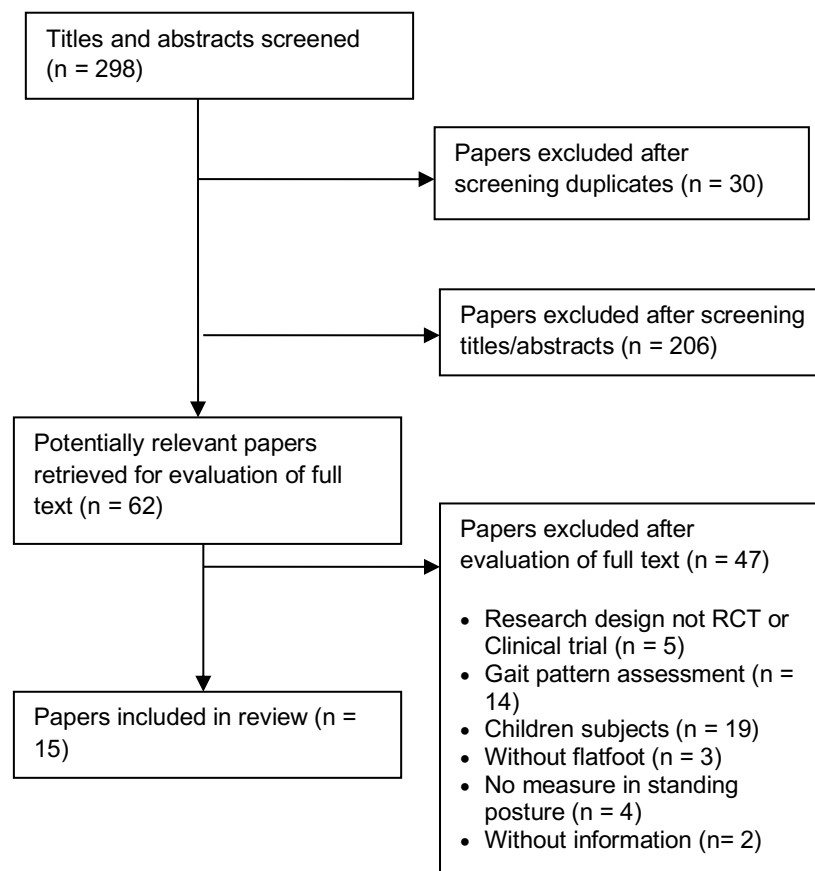 Titles and abstracts screened
(n = 298)
Papers excluded after
screening duplicates (n = 30)
Papers excluded after screening
titles/abstracts (n = 206)
Potentially relevant papers
retrieved for evaluation of full
text (n = 62)
Papers excluded after
evaluation of full text (n = 47)
• Research design not RCT or
Clinical trial (n = 5)
• Gait pattern assessment (n =
14)
• Children subjects (n = 19)
• Without flatfoot (n = 3)
• No measure in standing
posture (n = 4)
• Without information (n= 2)
Papers included in review (n =
15)